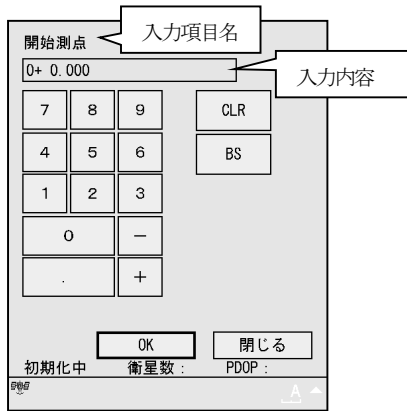 開始測点
入力項目名
0+ 0.000
入力内容
7 8 9 CLR
4 5 6 BS
1 2 3
0 −
. +
OK 閉じる
初期化中 衛星数： PDOP：
A